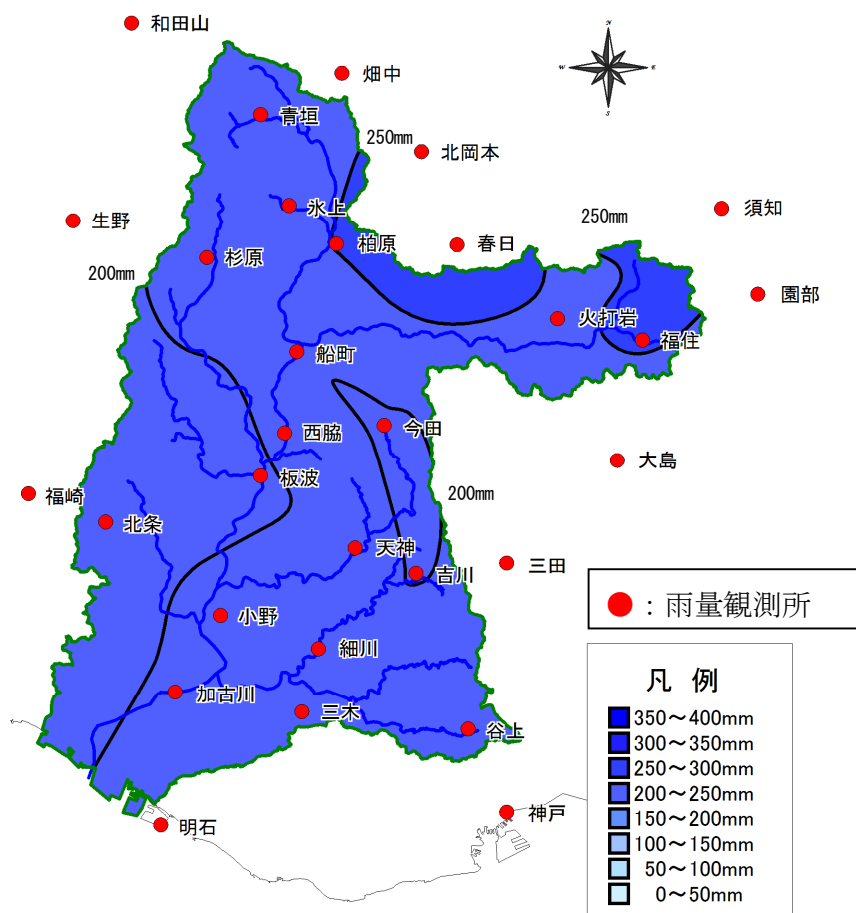 和田山
畑中
N
W
E
S
青垣
250mm
北岡本
氷上
須知
生野
250mm
柏原
春日
杉原
200mm
園部
火打岩
福住
船町
今田
西脇
大島
板波
福崎
200mm
北条
天神
三田
吉川
●：雨量観測所
小野
細川
凡 例
加古川
三木
350～400mm
谷上
300～350mm
250～300mm
200～250mm
神戸
150～200mm
明石
100～150mm
50～100mm
0～50mm